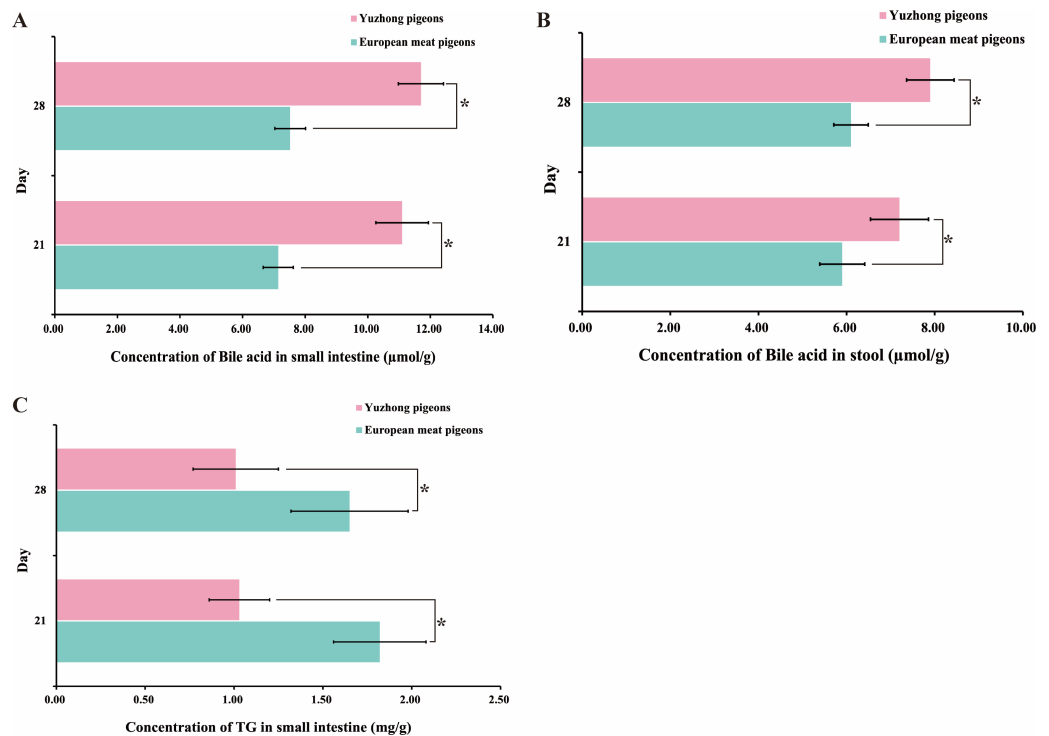 A
Yuzhong pigeons
European meat pigeons
28
*
Day
21
*
0.00 2.00 4.00 6.00 8.00 10.00 12.00 14.00
Concentration of Bile acid in small intestine (μmol/g)
B
Yuzhong pigeons
European meat pigeons
28
*
Day
21
*
0.00 2.00 4.00 6.00 8.00 10.00
Concentration of Bile acid in stool (μmol/g)
C
Yuzhong pigeons
European meat pigeons
28
*
Day
21
*
0.00 0.50 1.00 1.50 2.00 2.50
Concentration of TG in small intestine (mg/g)